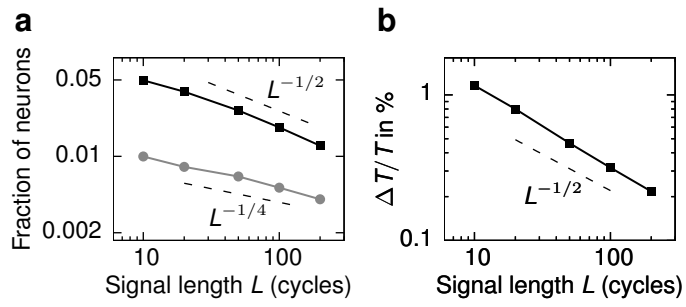 a
Fraction of neurons
0.05
0.01
0.002
L^{-1/2}
L^{-1/4}
10
100
Signal length L (cycles)
b
ΔT/T in %
1
0.1
L^{-1/2}
10
100
Signal length L (cycles)